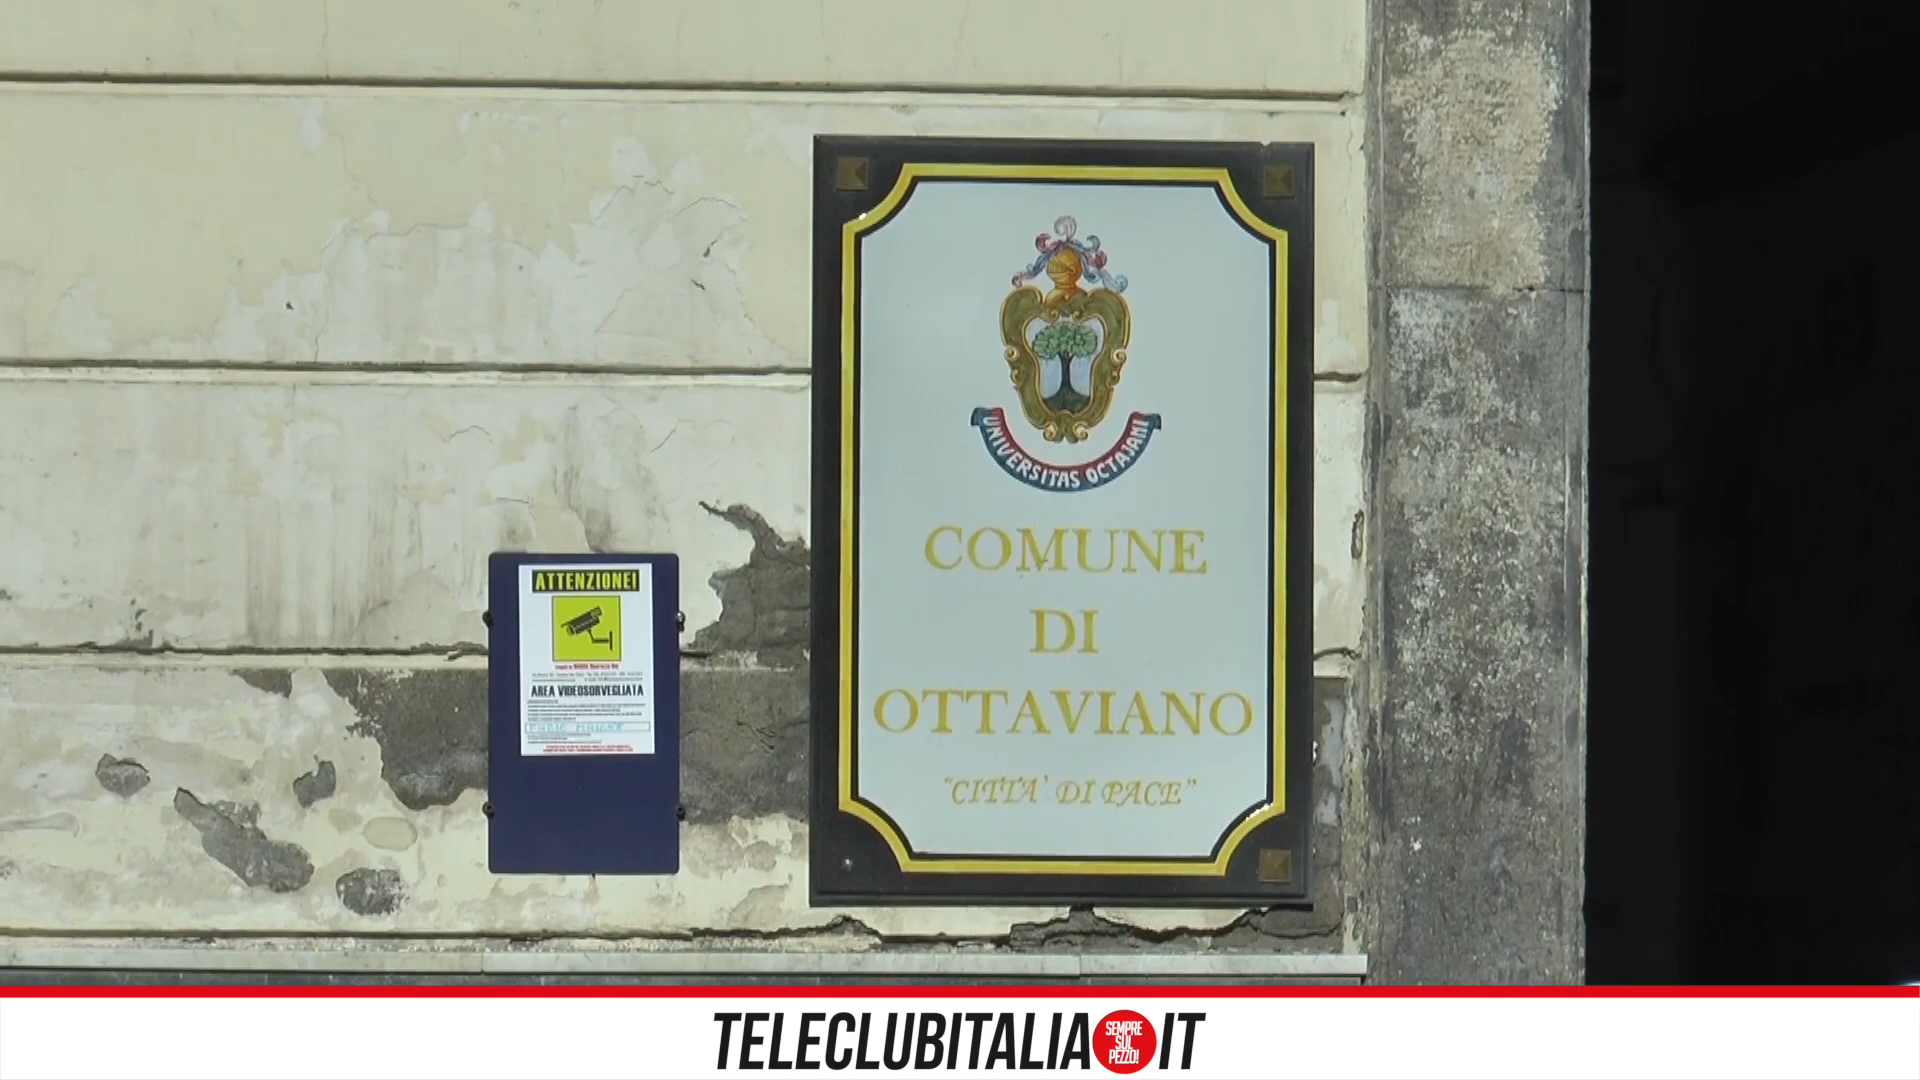 UNIVERSITAS OCTAJANI
COMUNE
DI
OTTAVIANO
"CITTA' DI PACE"
ATTENZIONE!
AREA VIDEOSORVEGLIATA
TELECLUBITALIA.IT
SEMPRE
SUL
PEZZO!